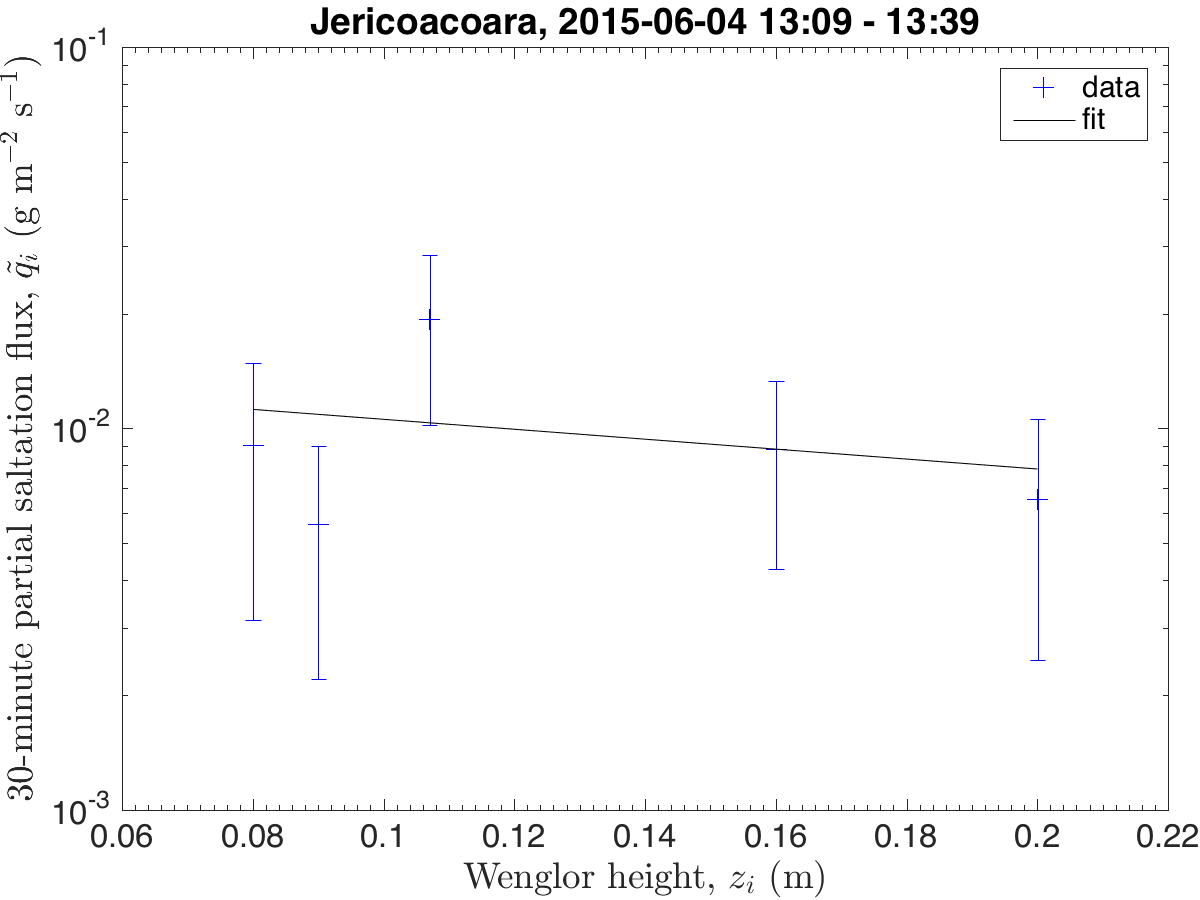 Jericoacoara, 2015-06-04 13:09 - 13:39
30-minute partial saltation flux, q̃ᵢ (g m⁻² s⁻¹)
10⁻¹
10⁻²
10⁻³
data
fit
0.06 0.08 0.1 0.12 0.14 0.16 0.18 0.2 0.22
Wenglor height, zᵢ (m)